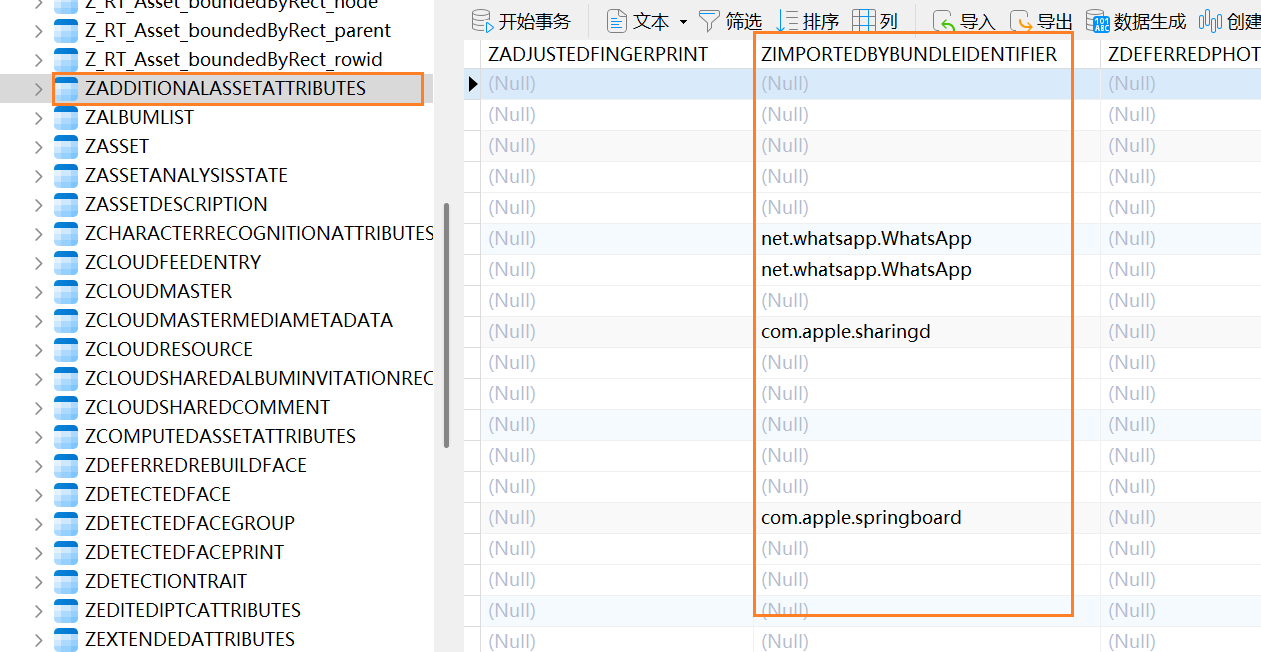 Z_RT_Asset_boundedByRect_node
Z_RT_Asset_boundedByRect_parent
Z_RT_Asset_boundedByRect_rowid
ZADDITIONALASSETATTRIBUTES
ZALBUMLIST
ZASSET
ZASSETANALYSISSTATE
ZASSETDESCRIPTION
ZCHARACTERRECOGNITIONATTRIBUTES
ZCLOUDFEEDENTRY
ZCLOUDMASTER
ZCLOUDMASTERMEDIAMETADATA
ZCLOUDRESOURCE
ZCLOUDSHAREDALBUMINVITATIONREC
ZCLOUDSHAREDCOMMENT
ZCOMPUTEDASSETATTRIBUTES
ZDEFERREDREBUILDFACE
ZDETECTEDFACE
ZDETECTEDFACEGROUP
ZDETECTEDFACEPRINT
ZDETECTIONTRAIT
ZEDITEDIPTCATTRIBUTES
ZEXTENDEDATTRIBUTES
开始事务 文本 筛选 排序 列 导入 导出 数据生成 创建
ZADJUSTEDFINGERPRINT ZIMPORTEDBYBUNDLEIDENTIFIER ZDEFERREDPHOT
(Null) (Null) (Null)
(Null) (Null) (Null)
(Null) (Null) (Null)
(Null) (Null) (Null)
(Null) (Null) (Null)
(Null) net.whatsapp.WhatsApp (Null)
(Null) net.whatsapp.WhatsApp (Null)
(Null) (Null) (Null)
(Null) com.apple.sharingd (Null)
(Null) (Null) (Null)
(Null) (Null) (Null)
(Null) (Null) (Null)
(Null) (Null) (Null)
(Null) (Null) (Null)
(Null) com.apple.springboard (Null)
(Null) (Null) (Null)
(Null) (Null) (Null)
(Null) (Null) (Null)
(Null) (Null) (Null)